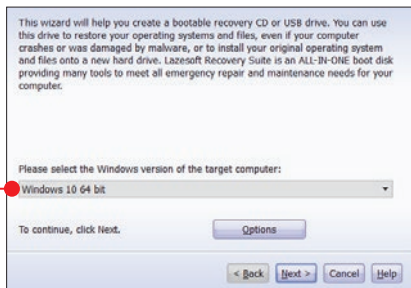 This wizard will help you create a bootable recovery CD or USB drive. You can use
this drive to restore your operating systems and files, even if your computer
crashes or was damaged by malware, or to install your original operating system
and files onto a new hard drive. Lazesoft Recovery Suite is an ALL-IN-ONE boot disk
providing many tools to meet all emergency repair and maintenance needs for your
computer.
Please select the Windows version of the target computer:
Windows 10 64 bit
To continue, click Next.
Options
< Back
Next >
Cancel
Help